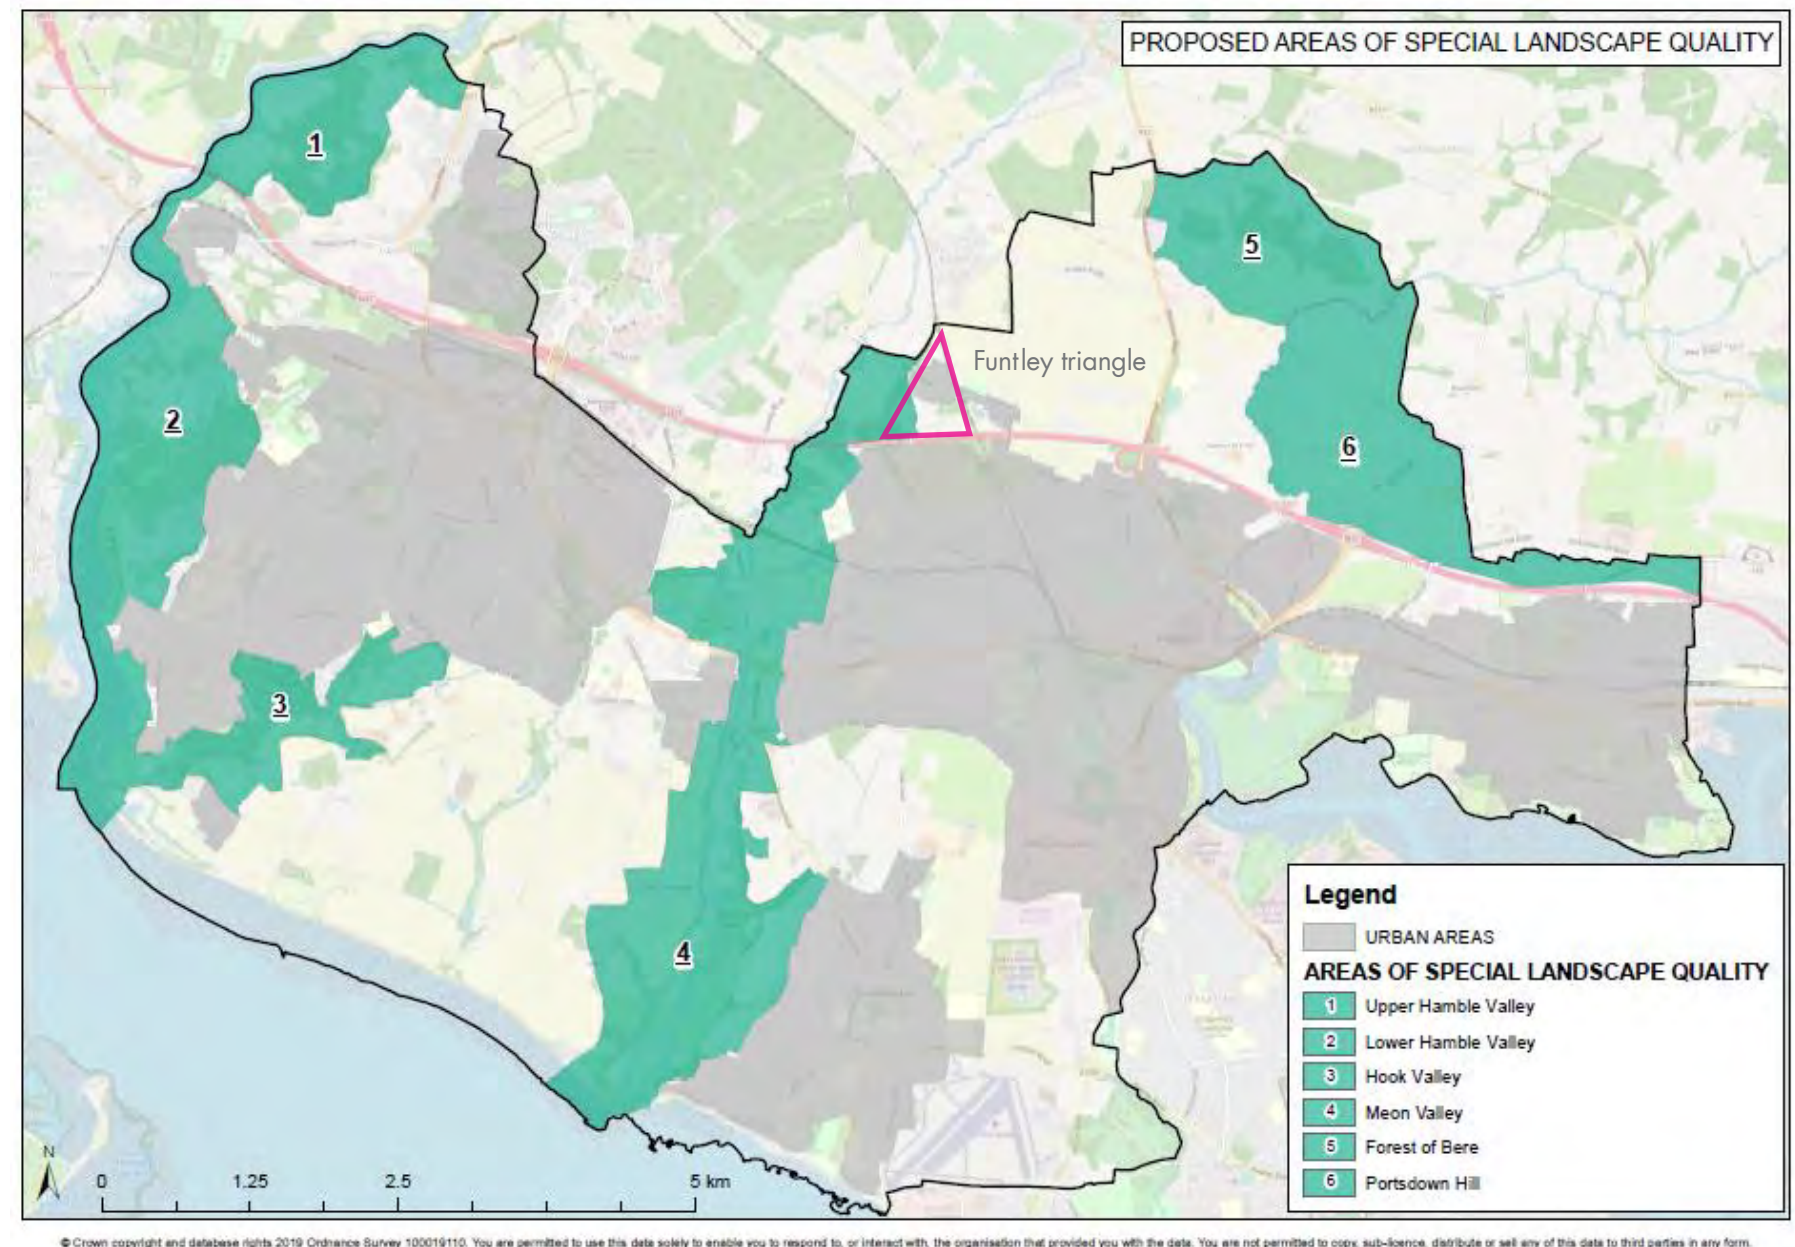 PROPOSED AREAS OF SPECIAL LANDSCAPE QUALITY
1
5
Funtley triangle
2
6
3
4
Legend
URBAN AREAS
AREAS OF SPECIAL LANDSCAPE QUALITY
1 Upper Hamble Valley
2 Lower Hamble Valley
3 Hook Valley
4 Meon Valley
5 Forest of Bere
6 Portsdown Hill
N
0 1.25 2.5 5 km
© Crown copyright and database rights 2019 Ordnance Survey 100019110. You are permitted to use this data solely to enable you to respond to, or interact with, the organisation that provided you with the data. You are not permitted to copy, sub-licence, distribute or sell any of this data to third parties in any form.